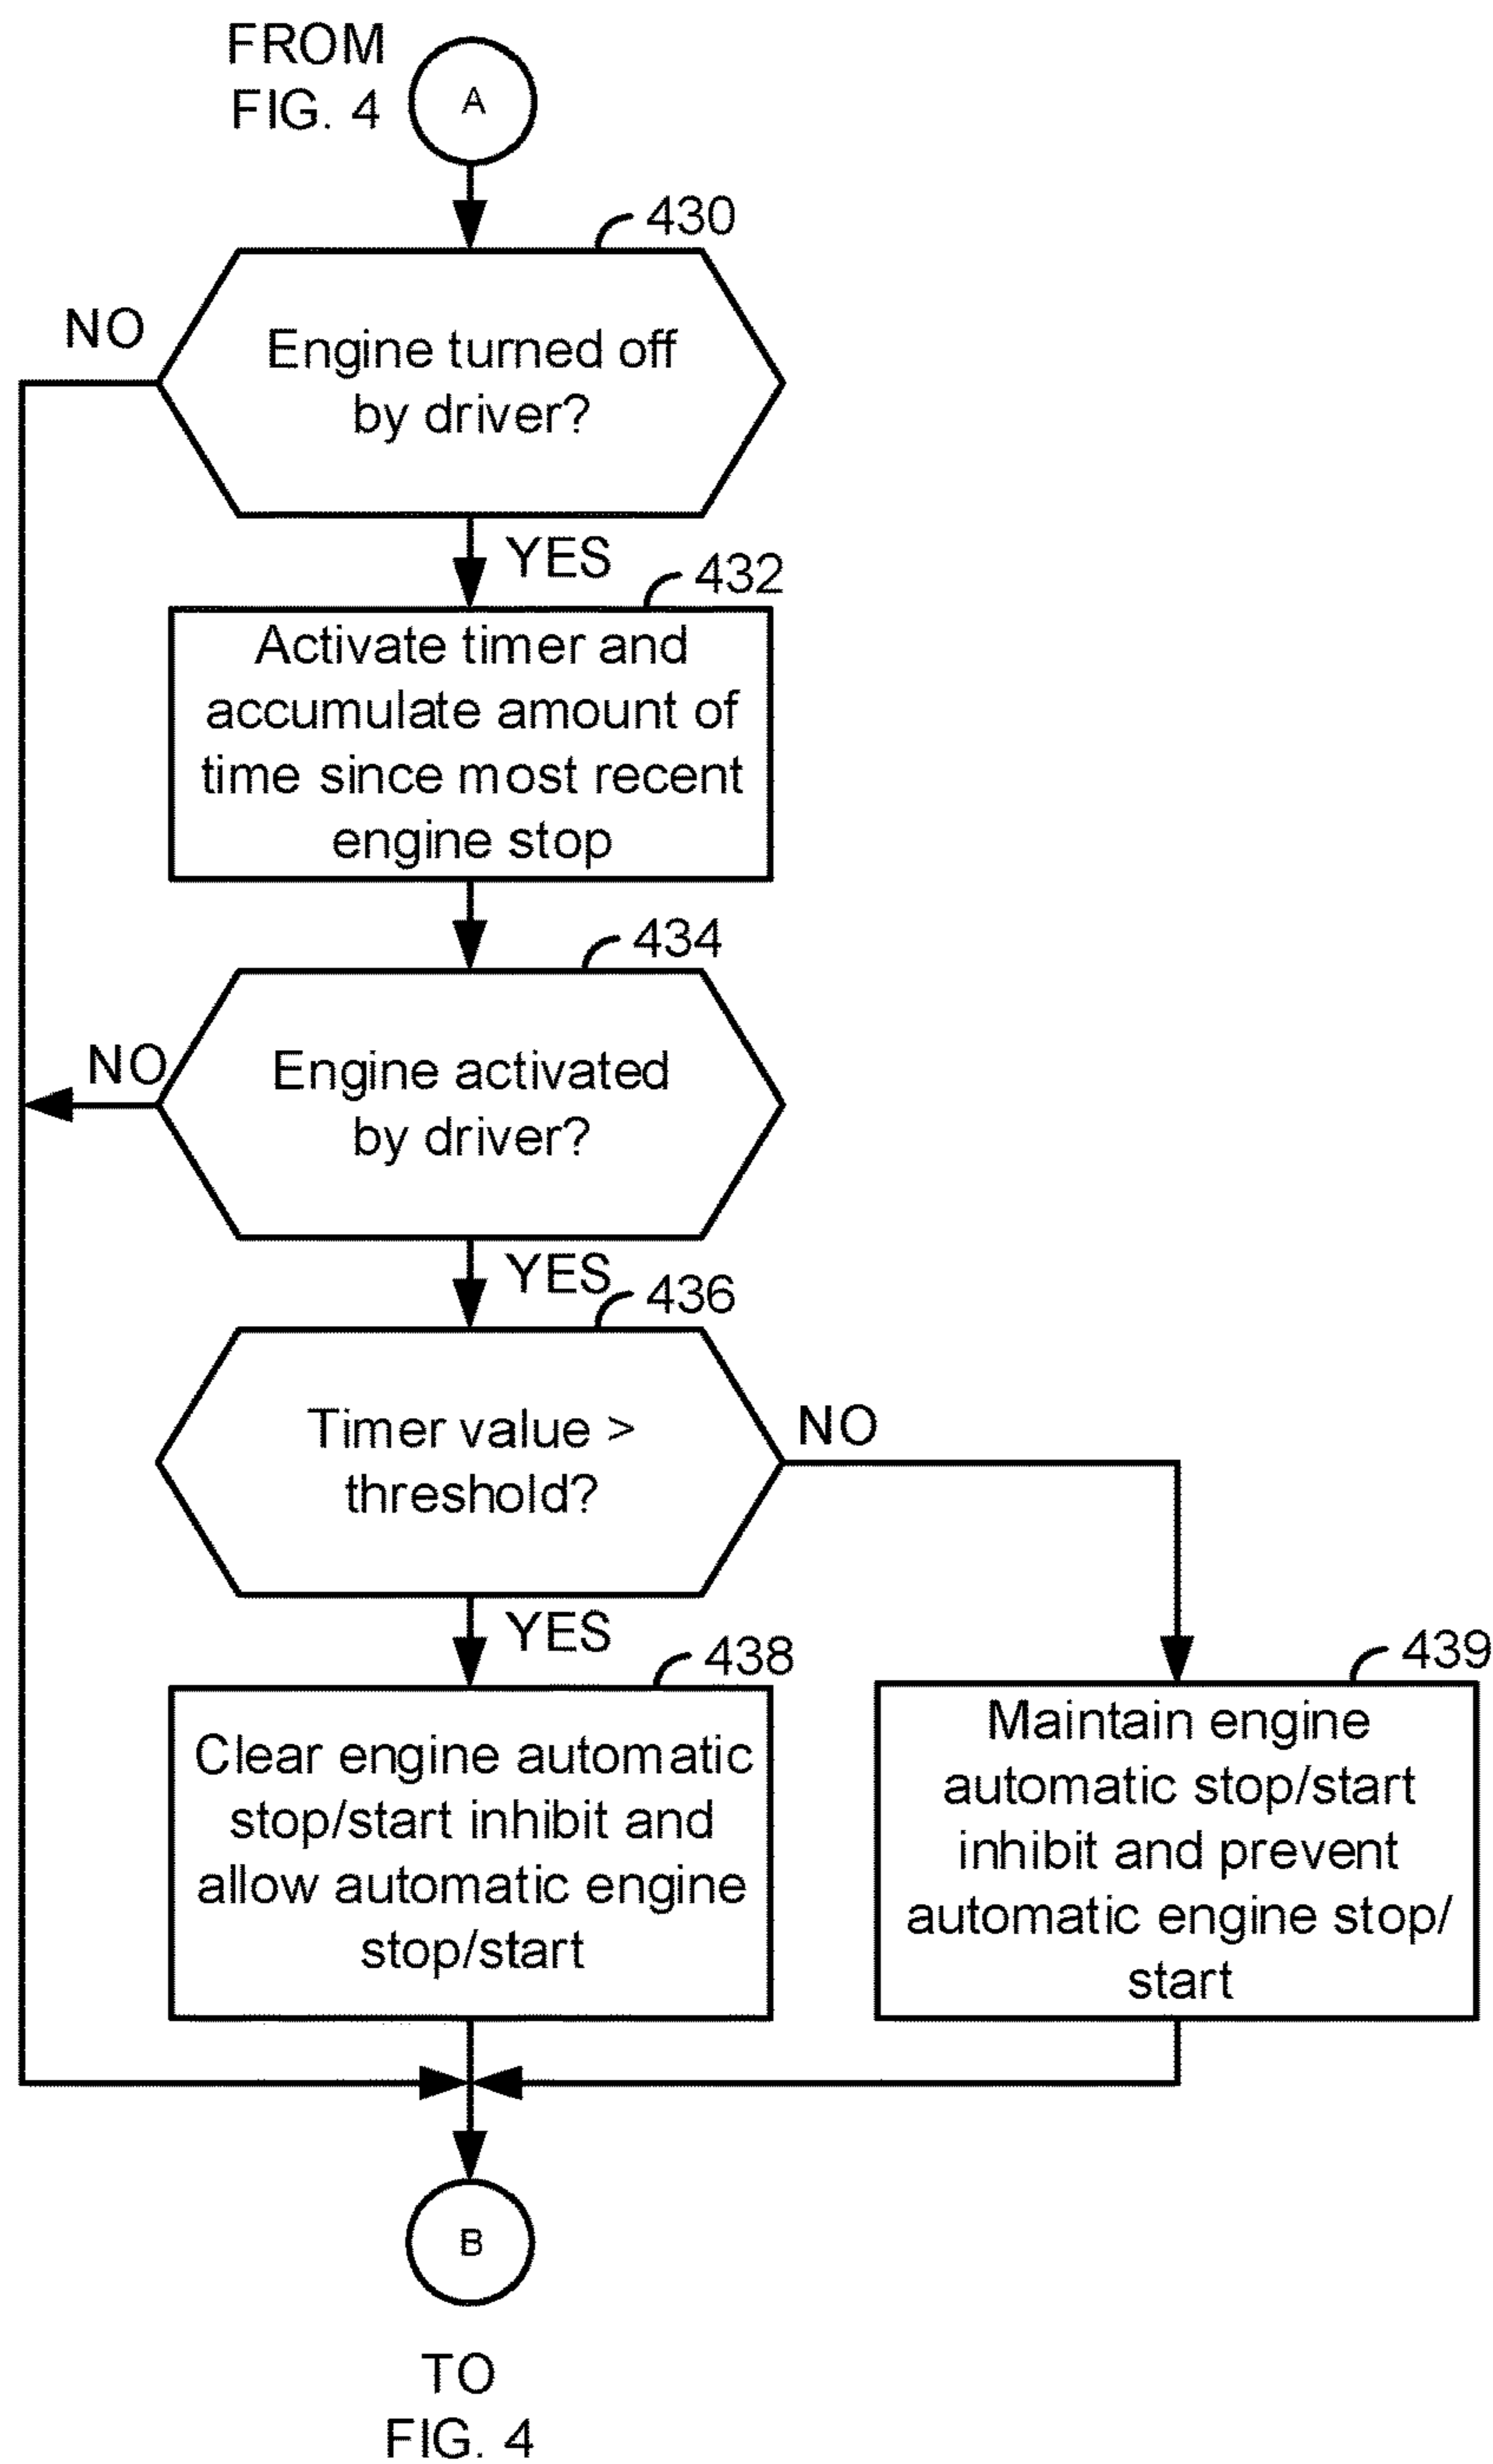 FROM
FIG. 4
A
430
NO
Engine turned off
by driver?
YES
432
Activate timer and
accumulate amount of
time since most recent
engine stop
434
NO
Engine activated
by driver?
YES
436
Timer value >
threshold?
NO
YES
438
439
Clear engine automatic
stop/start inhibit and
allow automatic engine
stop/start
Maintain engine
automatic stop/start
inhibit and prevent
automatic engine stop/
start
B
TO
FIG. 4